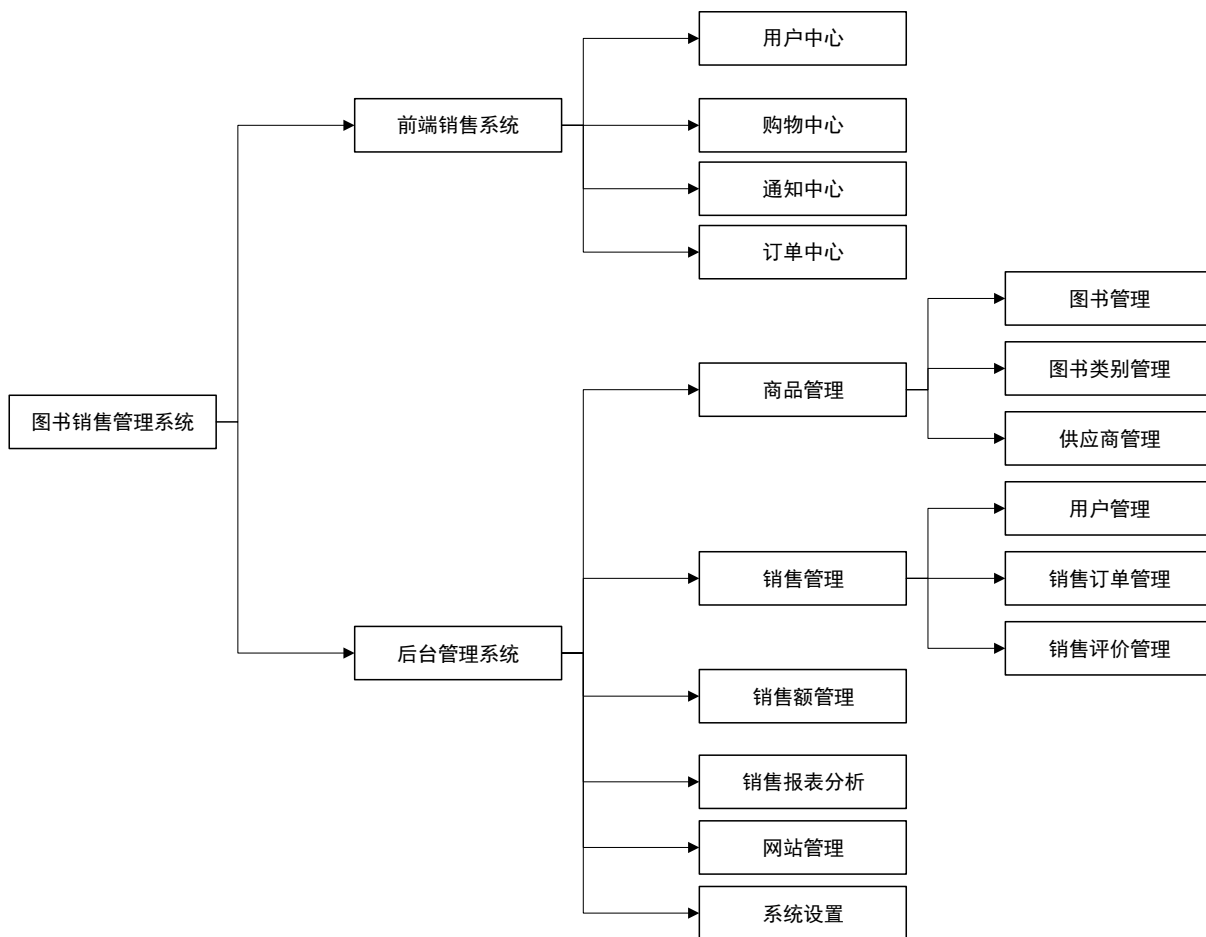 用户中心
前端销售系统
购物中心
通知中心
订单中心
图书管理
商品管理
图书类别管理
图书销售管理系统
供应商管理
用户管理
销售管理
销售订单管理
后台管理系统
销售评价管理
销售额管理
销售报表分析
网站管理
系统设置